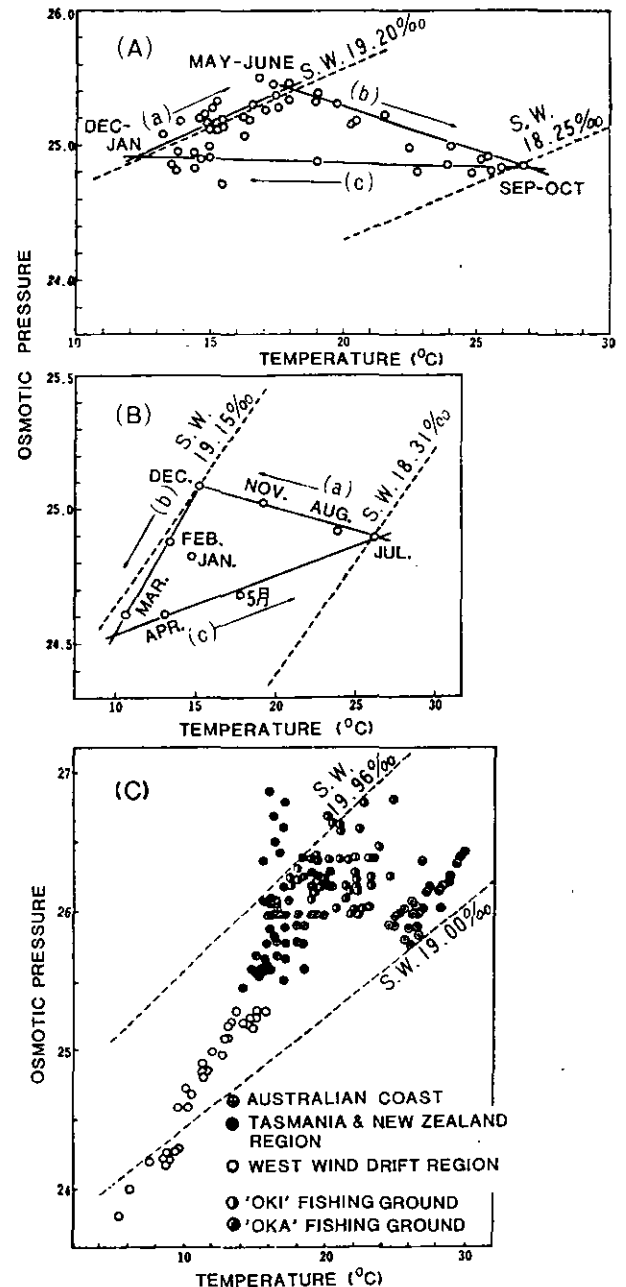 (A)
26.0
25.0
24.0
MAY-JUNE
S.W. 19.20‰
(a)
(b)
DEC-
JAN
(c)
S.W.
18.25‰
SEP-OCT
10
15
20
25
30
TEMPERATURE (°C)
OSMOTIC PRESSURE
(B)
25.5
25.0
24.5
S.W.
19.15‰
DEC.
NOV.
(a)
AUG.
S.W. 18.31‰
JUL.
(b)
FEB.
JAN.
MAR.
APR.
5月
(c)
10
15
20
25
30
TEMPERATURE (°C)
(C)
27
26
25
24
S.W.
19.96‰
S.W. 19.00‰
OSMOTIC PRESSURE
AUSTRALIAN COAST
TASMANIA & NEW ZEALAND
REGION
WEST WIND DRIFT REGION
'OKI' FISHING GROUND
'OKA' FISHING GROUND
10
15
20
25
30
TEMPERATURE (°C)